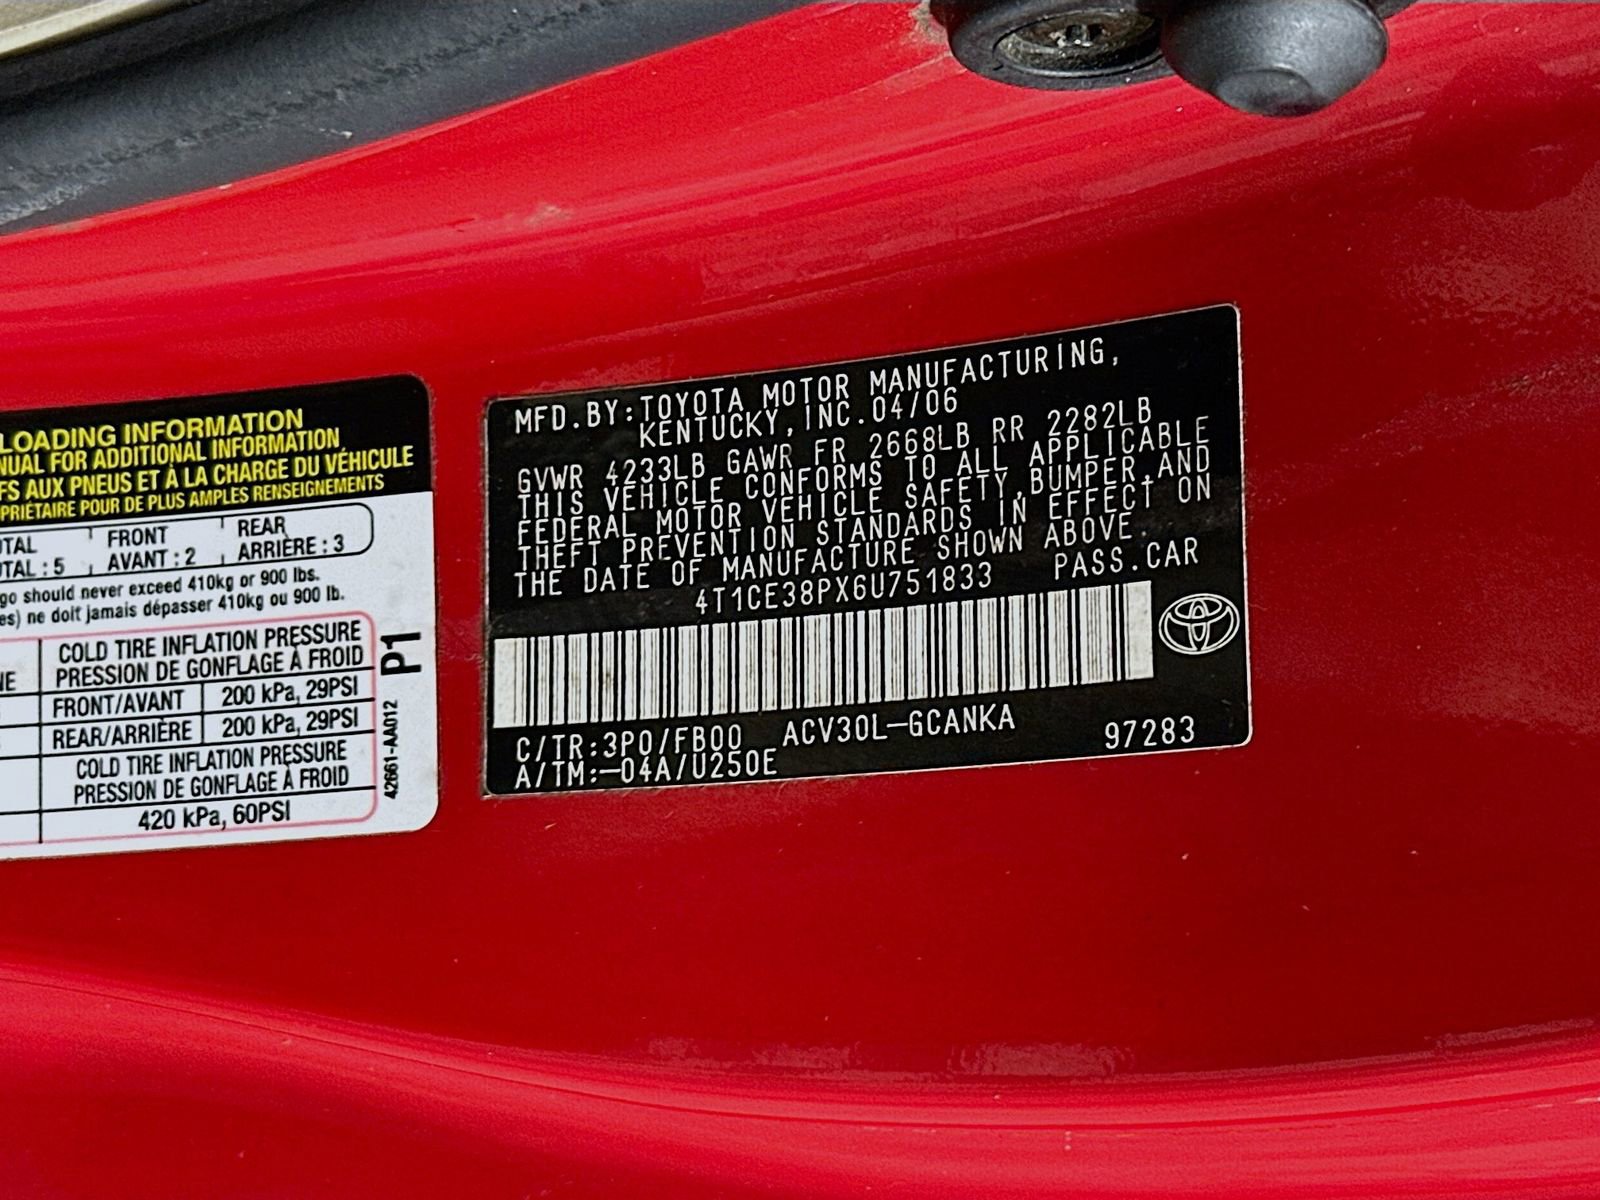 LOADING INFORMATION
NUAL FOR ADDITIONAL INFORMATION
FS AUX PNEUS ET À LA CHARGE DU VÉHICULE
PRIÉTAIRE POUR DE PLUS AMPLES RENSEIGNEMENTS
OTAL FRONT REAR
OTAL : 5 AVANT : 2 ARRIÈRE : 3
go should never exceed 410kg or 900 lbs.
es) ne doit jamais dépasser 410kg ou 900 lb.
NE COLD TIRE INFLATION PRESSURE
PRESSION DE GONFLAGE À FROID
FRONT/AVANT 200 kPa, 29PSI
REAR/ARRIÈRE 200 kPa, 29PSI
COLD TIRE INFLATION PRESSURE
PRESSION DE GONFLAGE À FROID
420 kPa, 60PSI
P1
42661-AA012
MFD.BY:TOYOTA MOTOR MANUFACTURING,
KENTUCKY,INC.04/06
GVWR 4233LB GAWR FR 2668LB RR 2282LB
THIS VEHICLE CONFORMS TO ALL APPLICABLE
FEDERAL MOTOR VEHICLE SAFETY,BUMPER,AND
THEFT PREVENTION STANDARDS IN EFFECT ON
THE DATE OF MANUFACTURE SHOWN ABOVE.
4T1CE38PX6U751833 PASS.CAR
C/TR:3P0/FB00 ACV30L-GCANKA 97283
A/TM:-04A/U250E